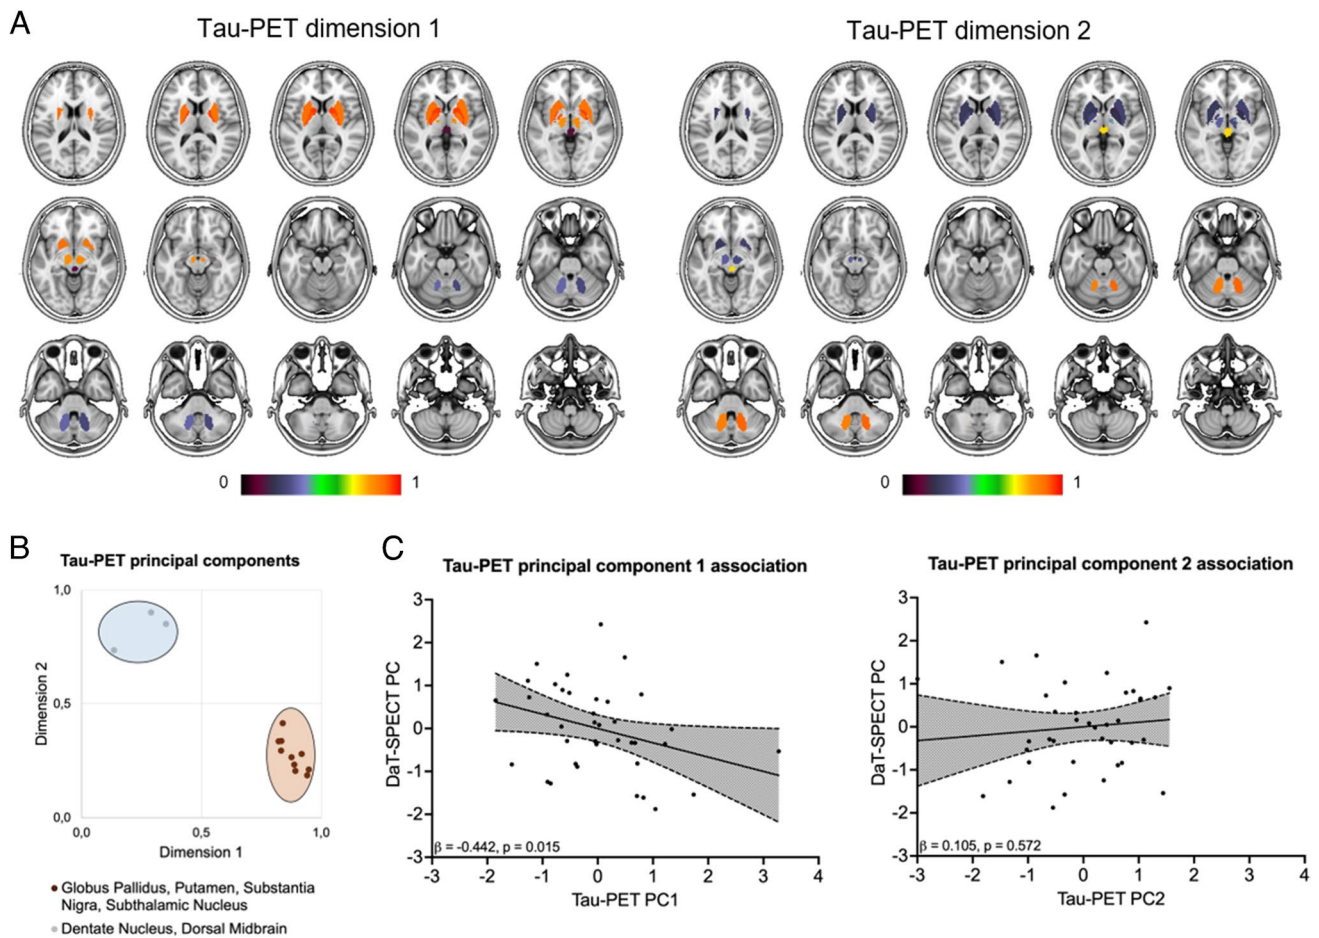 A
Tau-PET dimension 1
Tau-PET dimension 2
0
1
0
1
B
Tau-PET principal components
1,0
0,5
0,0
Dimension 2
0,0
0,5
1,0
Dimension 1
Globus Pallidus, Putamen, Substantia
Nigra, Subthalamic Nucleus
Dentate Nucleus, Dorsal Midbrain
C
Tau-PET principal component 1 association
3
2
1
0
-1
-2
-3
DaT-SPECT PC
β = -0.442, p = 0.015
-3
-2
-1
0
1
2
3
4
Tau-PET PC1
Tau-PET principal component 2 association
3
2
1
0
-1
-2
-3
DaT-SPECT PC
β = 0.105, p = 0.572
-3
-2
-1
0
1
2
3
4
Tau-PET PC2